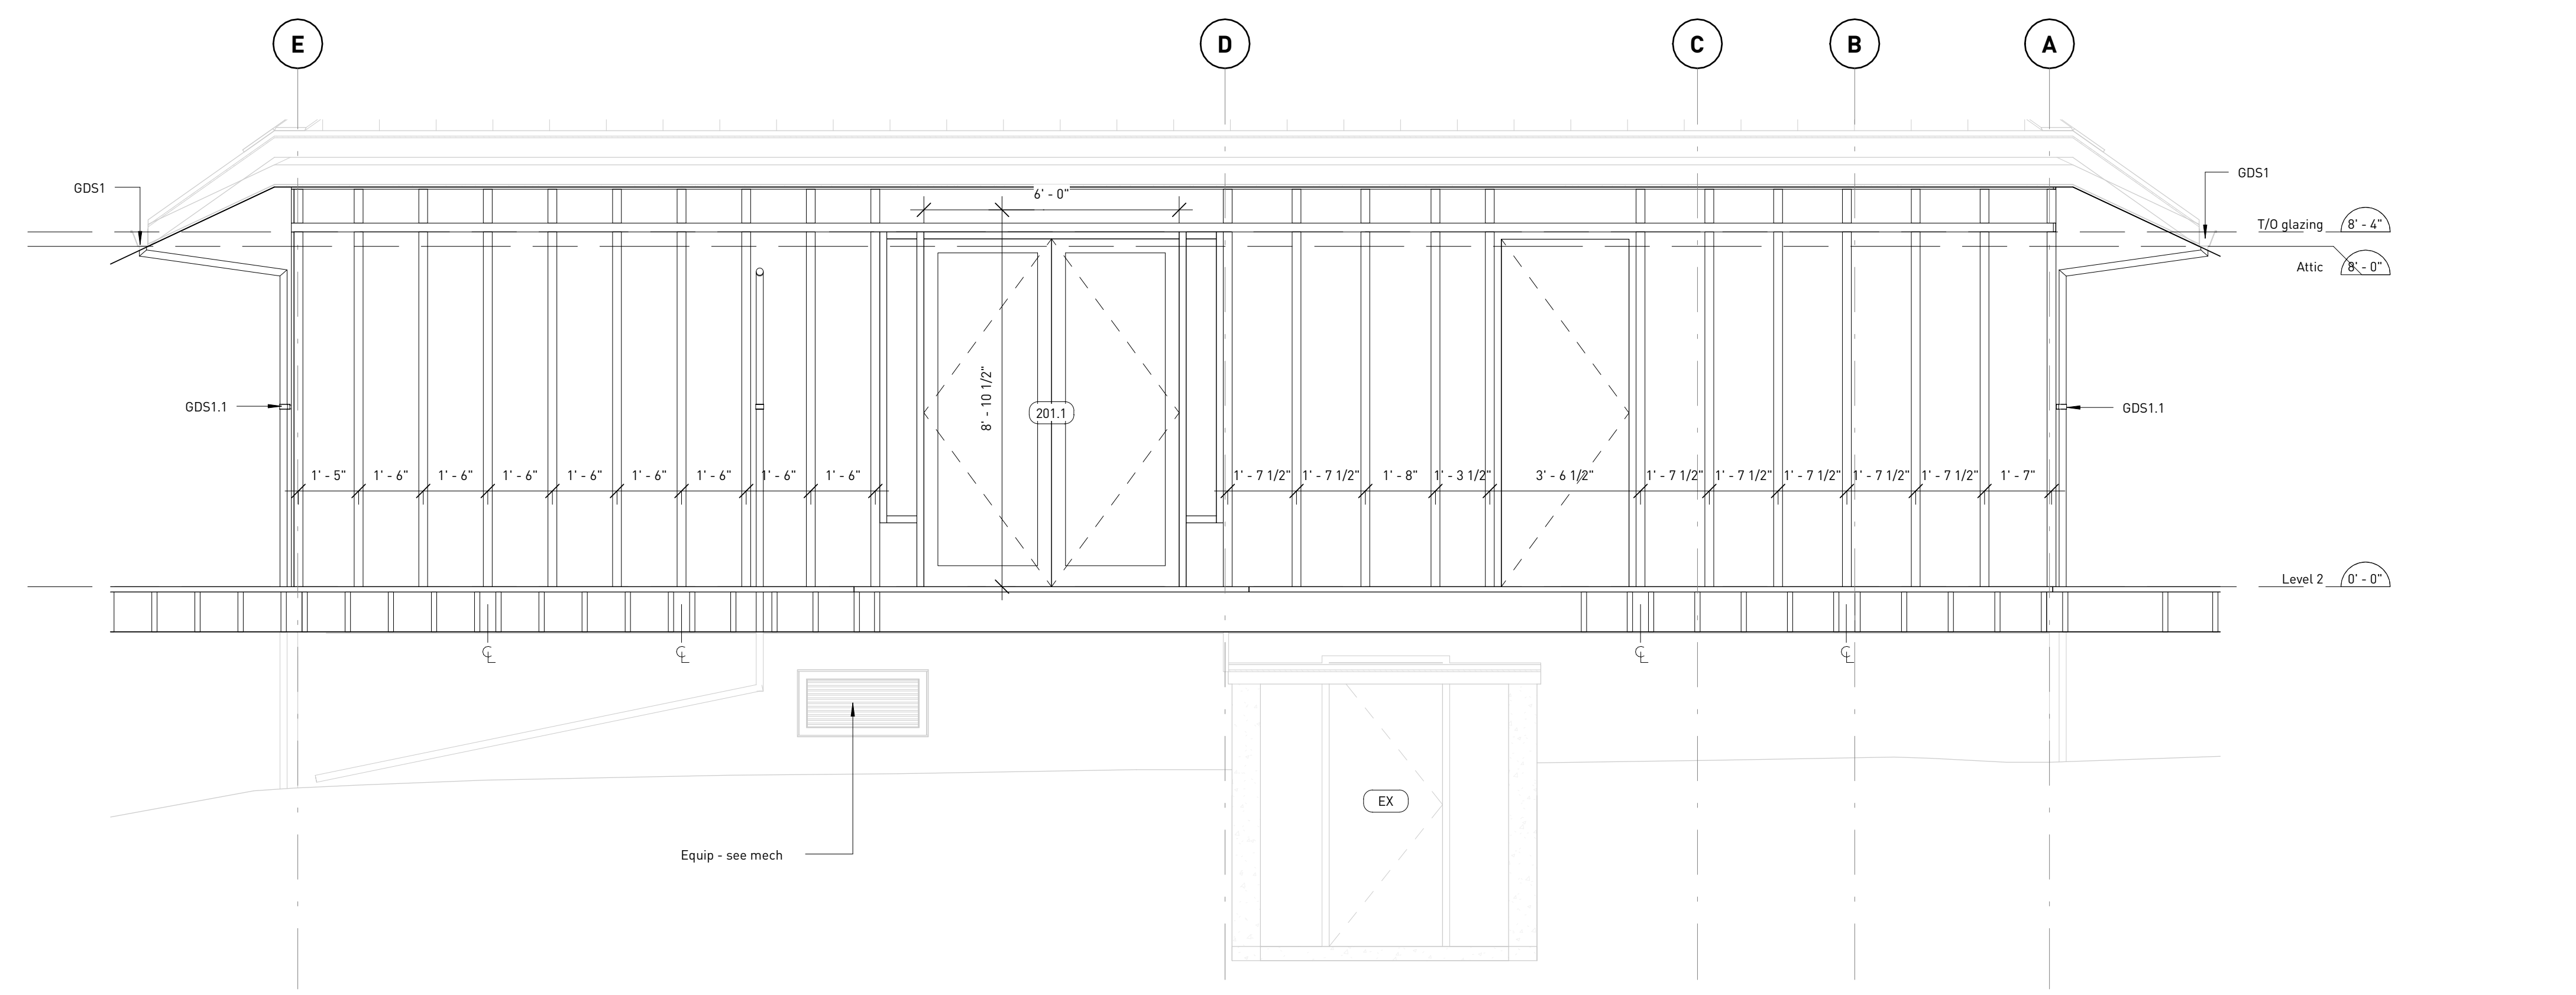 E
D
C
B
A
GDS1
GDS1
6' - 0"
T/O glazing
8' - 4"
Attic
8' - 0"
GDS1.1
8' - 10 1/2"
201.1
GDS1.1
1' - 5"
1' - 6"
1' - 6"
1' - 6"
1' - 6"
1' - 6"
1' - 6"
1' - 6"
1' - 6"
1' - 7 1/2"
1' - 7 1/2"
1' - 8"
1' - 3 1/2"
3' - 6 1/2"
1' - 7 1/2"
1' - 7 1/2"
1' - 7 1/2"
1' - 7 1/2"
1' - 7 1/2"
1' - 7"
Level 2
0' - 0"
℄
℄
℄
℄
EX
Equip - see mech